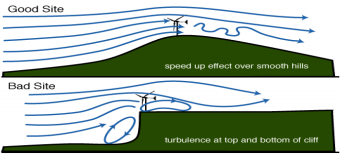 Good Site
speed up effect over smooth hills
Bad Site
turbulence at top and bottom of cliff